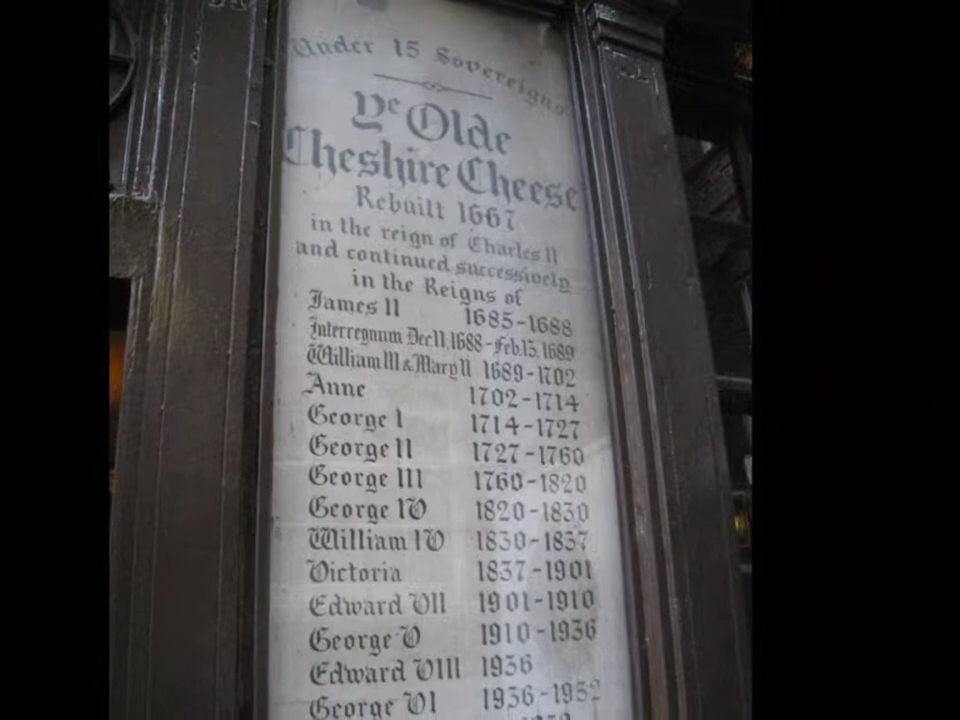 Under 15 Sovereigns
Ye Olde
Cheshire Cheese
Rebuilt 1667
in the reign of Charles II
and continued successively
in the Reigns of
James II 1685-1688
Interregnum Dec.11,1688-Feb.13,1689
William III & Mary II 1689-1702
Anne 1702-1714
George I 1714-1727
George II 1727-1760
George III 1760-1820
George IV 1820-1830
William IV 1830-1837
Victoria 1837-1901
Edward VII 1901-1910
George V 1910-1936
Edward VIII 1936
George VI 1936-1952